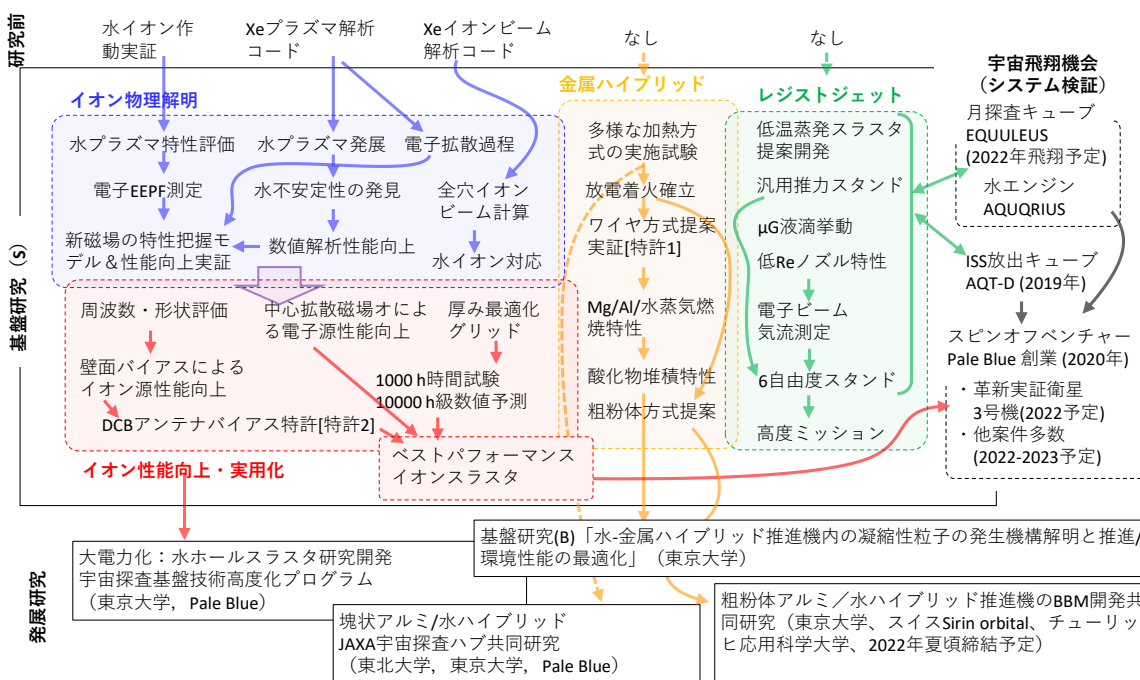 研究前
水イオン作
動実証
Xeプラズマ解析
コード
Xeイオンビーム
解析コード
なし
なし
基盤研究（S）
イオン物理解明
水プラズマ特性評価
水プラズマ発展
電子拡散過程
電子EEPF測定
水不安定性の発見
全穴イオン
ビーム計算
新磁場の特性把握モ
デル＆性能向上実証
数値解析性能向上
水イオン対応
周波数・形状評価
中心拡散磁場オによ
る電子源性能向上
厚み最適化
グリッド
壁面バイアスによる
イオン源性能向上
1000 h時間試験
10000 h級数値予測
DCBアンテナバイアス特許[特許2]
イオン性能向上・実用化
ベストパフォーマンス
イオンスラスタ
金属ハイブリッド
多様な加熱方
式の実施試験
放電着火確立
ワイヤ方式提案
実証[特許1]
Mg/Al/水蒸気燃
焼特性
酸化物堆積特性
粗粉体方式提案
レジストジェット
低温蒸発スラスタ
提案開発
汎用推力スタンド
μG液滴挙動
低Reノズル特性
電子ビーム
気流測定
6自由度スタンド
高度ミッション
宇宙飛翔機会
（システム検証）
月探査キューブ
EQUULEUS
(2022年飛翔予定)
水エンジン
AQUQRIUS
ISS放出キューブ
AQT-D (2019年)
スピンオフベンチャー
Pale Blue 創業 (2020年)
・革新実証衛星
3号機(2022予定)
・他案件多数
(2022-2023予定)
発展研究
大電力化：水ホールスラスタ研究開発
宇宙探査基盤技術高度化プログラム
（東京大学，Pale Blue）
基盤研究(B)「水-金属ハイブリッド推進機内の凝縮性粒子の発生機構解明と推進/
環境性能の最適化」（東京大学）
塊状アルミ/水ハイブリッド
JAXA宇宙探査ハブ共同研究
（東北大学，東京大学，Pale Blue）
粗粉体アルミ／水ハイブリッド推進機のBBM開発共
同研究（東京大学、スイスSirin orbital、チューリッ
ヒ応用科学大学、2022年夏頃締結予定）